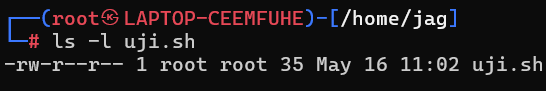 ┌──(root㉿LAPTOP-CEEMFUHE)-[/home/jag]
└─# ls -l uji.sh
-rw-r--r-- 1 root root 35 May 16 11:02 uji.sh